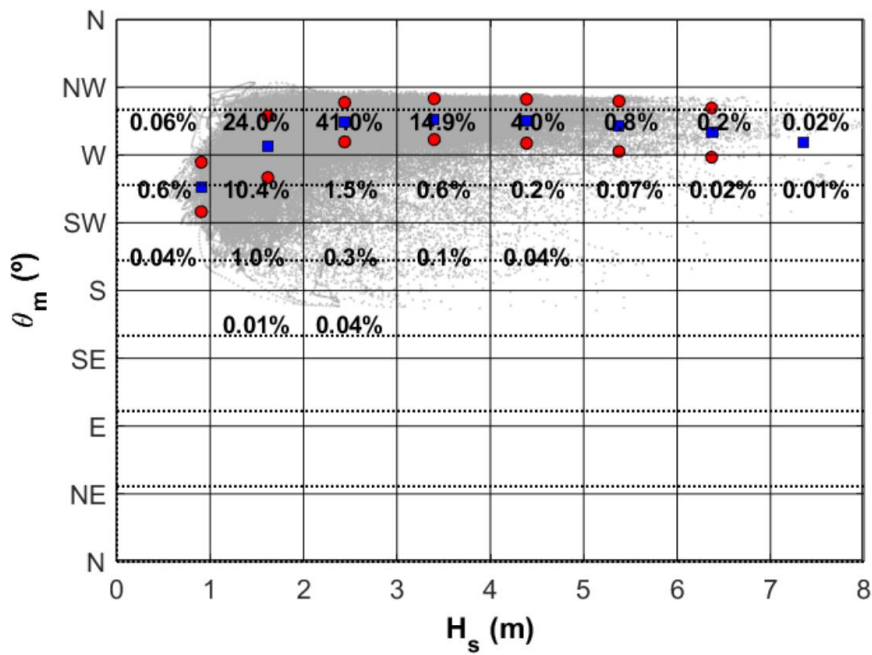 N
NW
0.06% 24.0% 41.0% 14.9% 4.0% 0.8% 0.2% 0.02%
W
0.6% 10.4% 1.5% 0.6% 0.2% 0.07% 0.02% 0.01%
SW
0.04% 1.0% 0.3% 0.1% 0.04%
S
0.01% 0.04%
SE
E
NE
N
0 1 2 3 4 5 6 7 8
θm (º)
Hs (m)